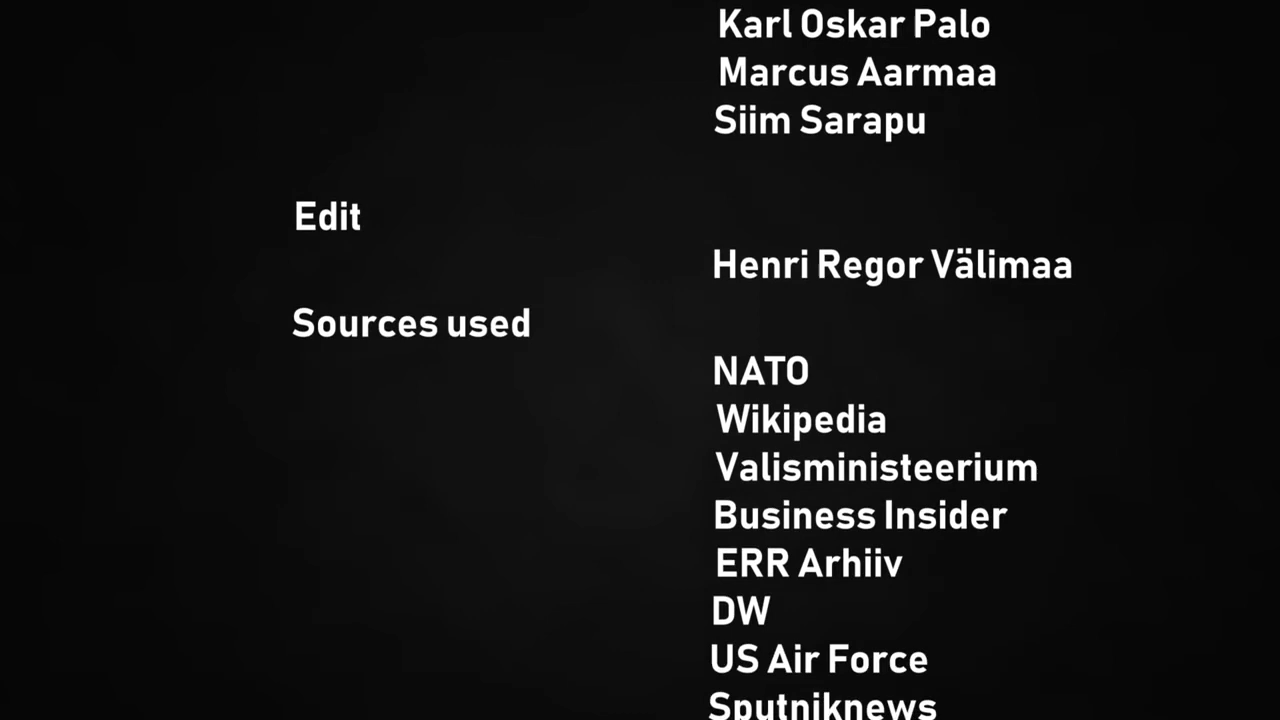 Karl Oskar Palo
Marcus Aarmaa
Siim Sarapu
Edit
Henri Regor Välimaa
Sources used
NATO
Wikipedia
Valisministeerium
Business Insider
ERR Arhiiv
DW
US Air Force
Sputniknews